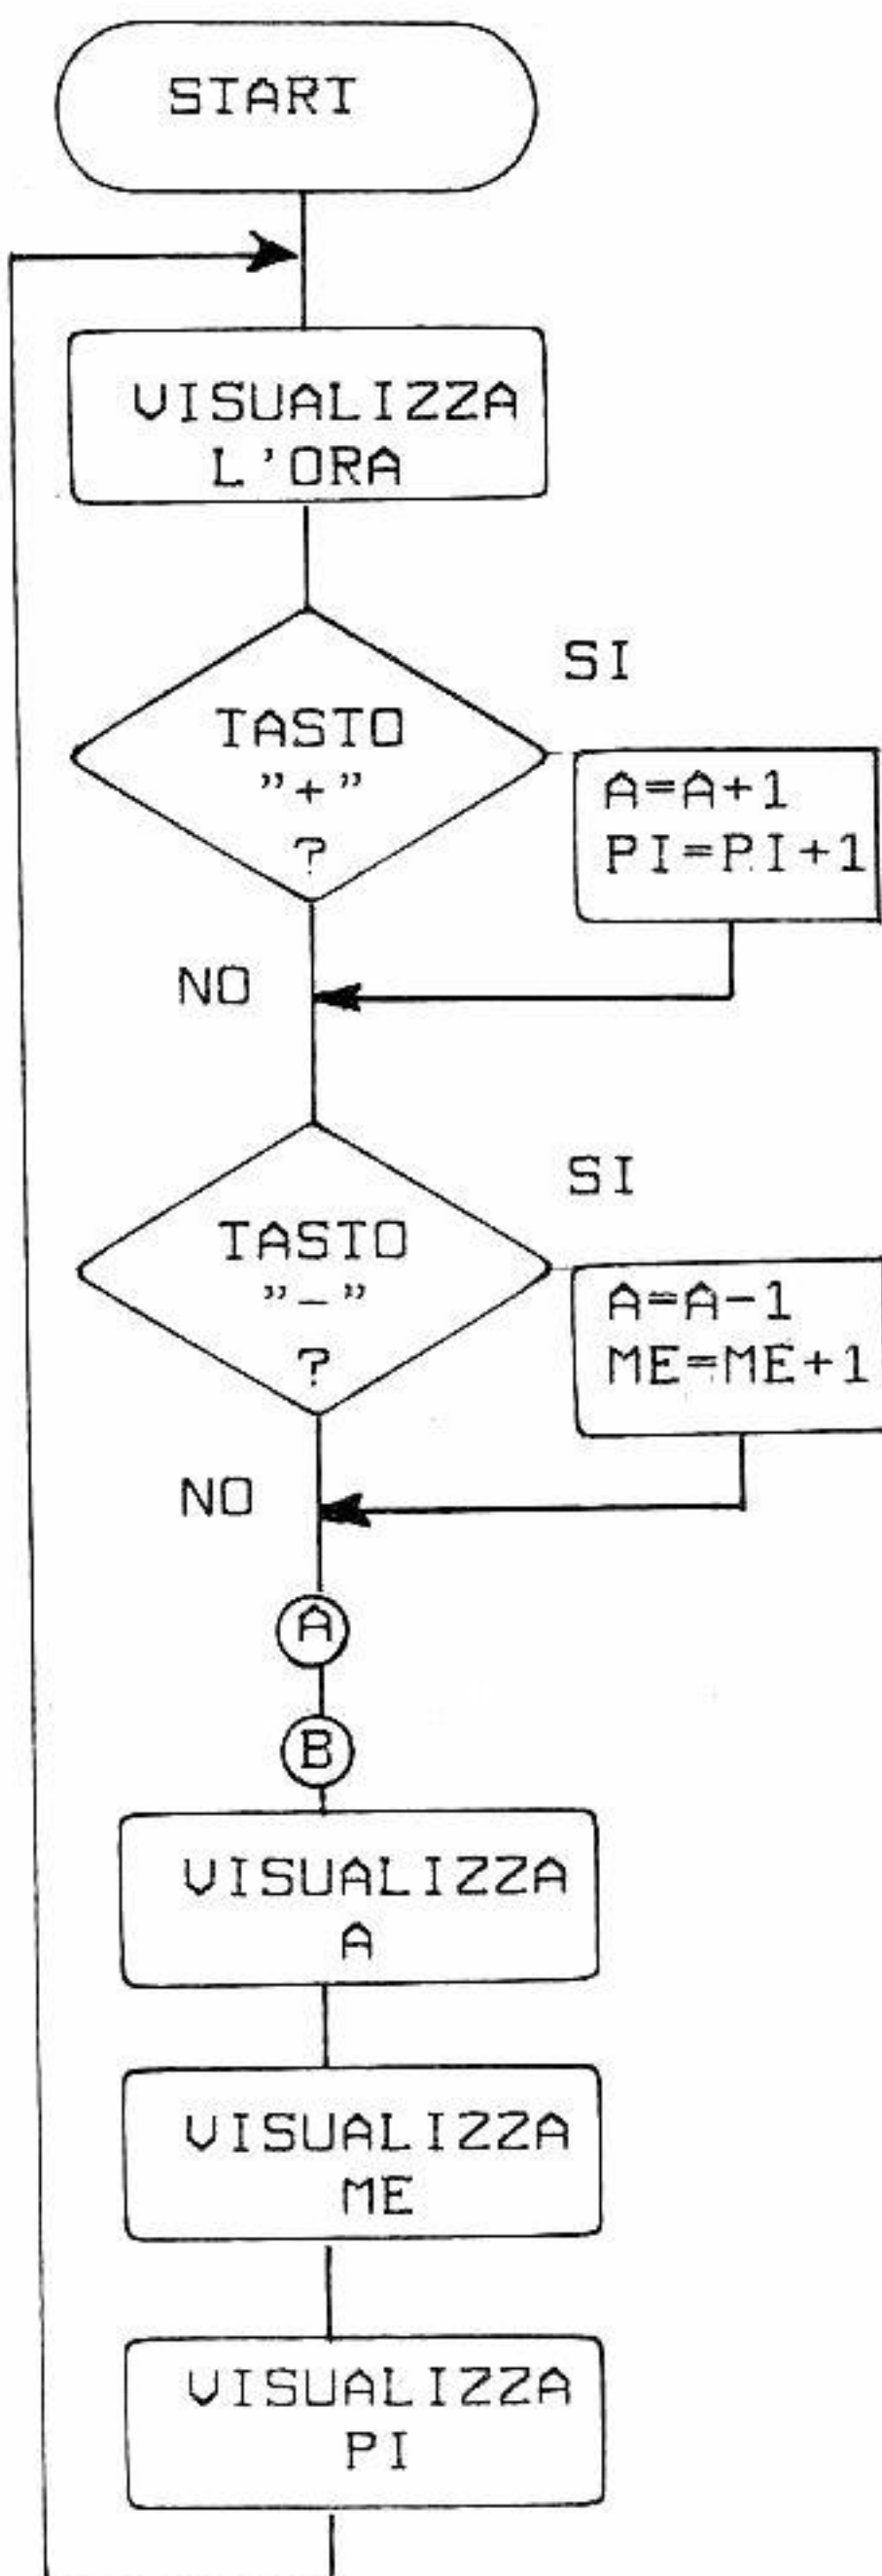 START
VISUALIZZA
L'ORA
SI
TASTO
"+"
?
A=A+1
PI=PI+1
NO
SI
TASTO
"-"
?
A=A-1
ME=ME+1
NO
A
B
VISUALIZZA
A
VISUALIZZA
ME
VISUALIZZA
PI